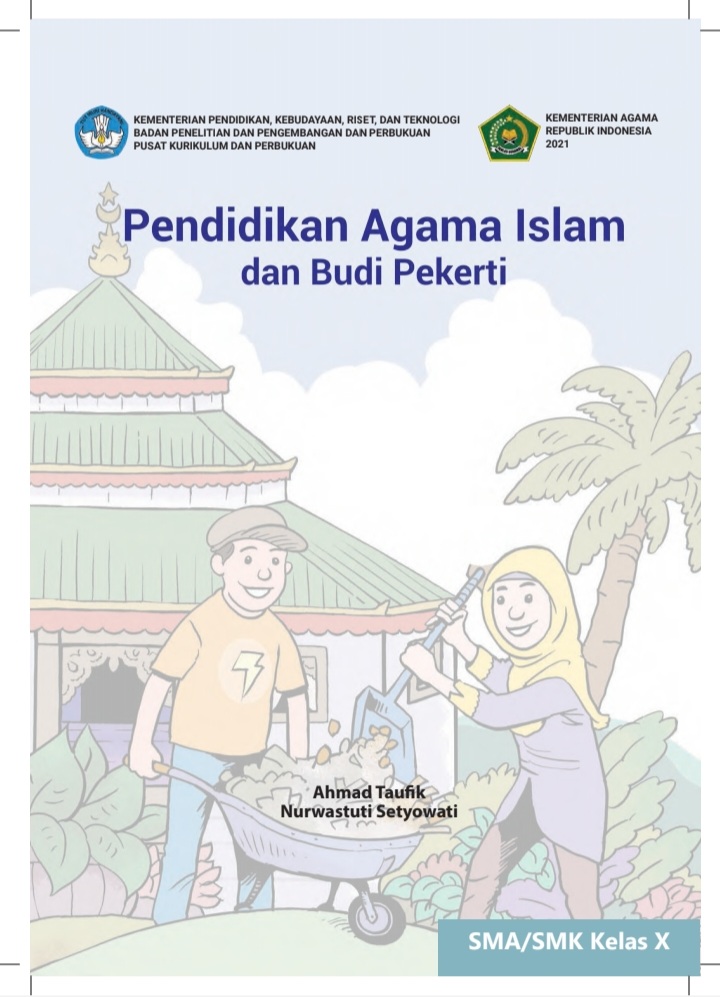 KEMENTERIAN PENDIDIKAN, KEBUDAYAAN, RISET, DAN TEKNOLOGI
BADAN PENELITIAN DAN PENGEMBANGAN DAN PERBUKUAN
PUSAT KURIKULUM DAN PERBUKUAN
KEMENTERIAN AGAMA
REPUBLIK INDONESIA
2021
Pendidikan Agama Islam
dan Budi Pekerti
Ahmad Taufik
Nurwastuti Setyowati
SMA/SMK Kelas X